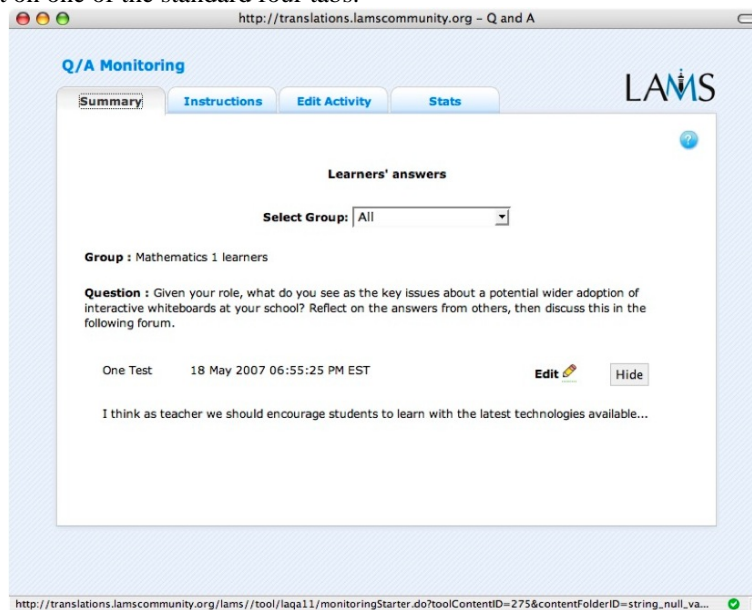 t on one of the standard four tabs.
http://translations.lamscommunity.org – Q and A
Q/A Monitoring
LAMS
Summary Instructions Edit Activity Stats
?
Learners' answers
Select Group: All
Group : Mathematics 1 learners
Question : Given your role, what do you see as the key issues about a potential wider adoption of
interactive whiteboards at your school? Reflect on the answers from others, then discuss this in the
following forum.
One Test 18 May 2007 06:55:25 PM EST Edit Hide
I think as teacher we should encourage students to learn with the latest technologies available...
http://translations.lamscommunity.org/lams//tool/laqa11/monitoringStarter.do?toolContentID=275&contentFolderID=string_null_va...